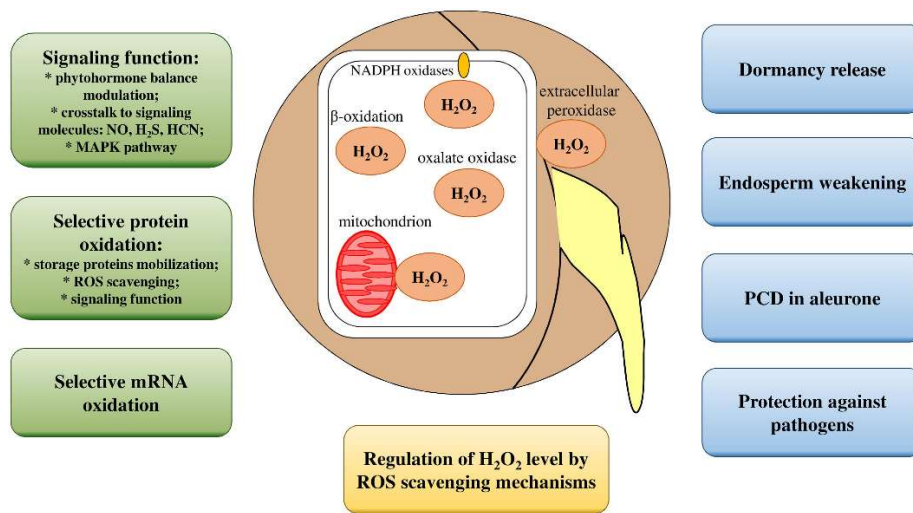 Signaling function
* phytohormone balance
modulation;
* crosstalk to signaling
molecules: NO, H₂S, HCN;
* MAPK pathway
Selective protein
oxidation:
* storage proteins mobilization;
* ROS scavenging;
* signaling function
Selective mRNA
oxidation
NADPH oxidases
H₂O₂
β-oxidation
H₂O₂
oxalate oxidase
H₂O₂
mitochondrion
H₂O₂
extracellular
peroxidase
H₂O₂
Regulation of H₂O₂ level by
ROS scavenging mechanisms
Dormancy release
Endosperm weakening
PCD in aleurone
Protection against
pathogens